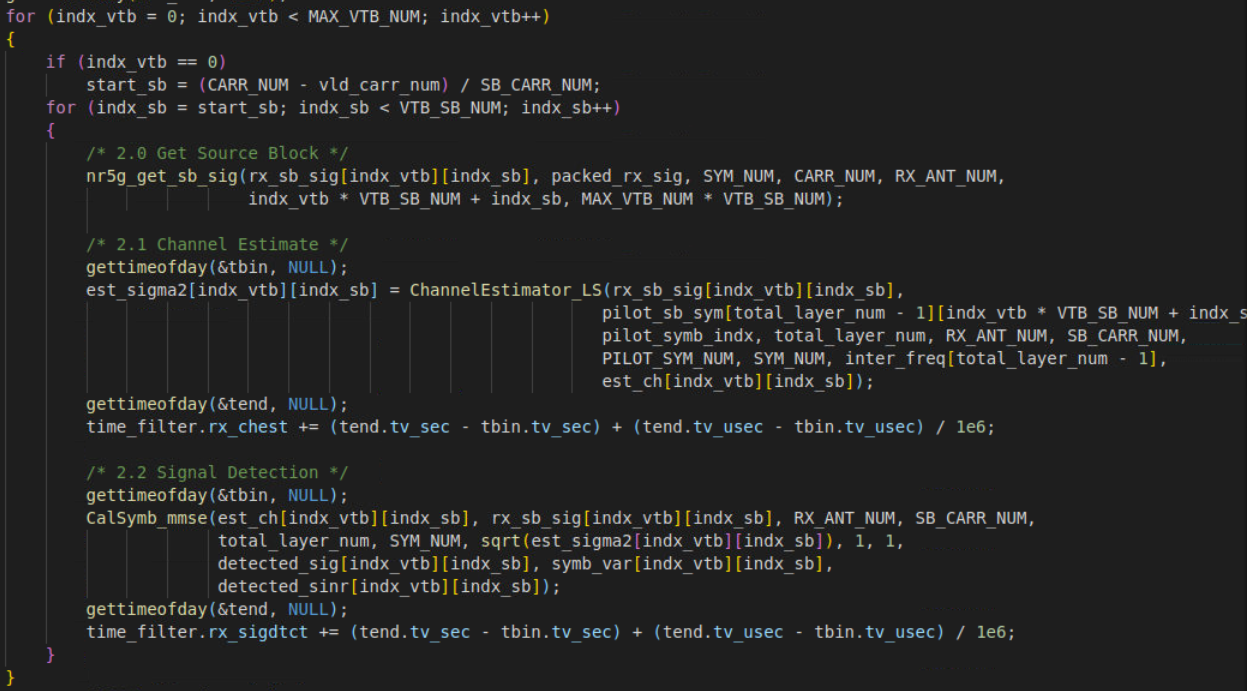 for (indx_vtb = 0; indx_vtb < MAX_VTB_NUM; indx_vtb++)
{
    if (indx_vtb == 0)
        start_sb = (CARR_NUM - vld_carr_num) / SB_CARR_NUM;
    for (indx_sb = start_sb; indx_sb < VTB_SB_NUM; indx_sb++)
    {
        /* 2.0 Get Source Block */
        nr5g_get_sb_sig(rx_sb_sig[indx_vtb][indx_sb], packed_rx_sig, SYM_NUM, CARR_NUM, RX_ANT_NUM,
                        indx_vtb * VTB_SB_NUM + indx_sb, MAX_VTB_NUM * VTB_SB_NUM);
        /* 2.1 Channel Estimate */
        gettimeofday(&tbin, NULL);
        est_sigma2[indx_vtb][indx_sb] = ChannelEstimator_LS(rx_sb_sig[indx_vtb][indx_sb],
                                                            pilot_sb_sym[total_layer_num - 1][indx_vtb * VTB_SB_NUM + indx_s
                                                            pilot_symb_indx, total_layer_num, RX_ANT_NUM, SB_CARR_NUM,
                                                            PILOT_SYM_NUM, SYM_NUM, inter_freq[total_layer_num - 1],
                                                            est_ch[indx_vtb][indx_sb]);
        gettimeofday(&tend, NULL);
        time_filter.rx_chest += (tend.tv_sec - tbin.tv_sec) + (tend.tv_usec - tbin.tv_usec) / 1e6;
        /* 2.2 Signal Detection */
        gettimeofday(&tbin, NULL);
        CalSymb_mmse(est_ch[indx_vtb][indx_sb], rx_sb_sig[indx_vtb][indx_sb], RX_ANT_NUM, SB_CARR_NUM,
                     total_layer_num, SYM_NUM, sqrt(est_sigma2[indx_vtb][indx_sb]), 1, 1,
                     detected_sig[indx_vtb][indx_sb], symb_var[indx_vtb][indx_sb],
                     detected_sinr[indx_vtb][indx_sb]);
        gettimeofday(&tend, NULL);
        time_filter.rx_sigdtct += (tend.tv_sec - tbin.tv_sec) + (tend.tv_usec - tbin.tv_usec) / 1e6;
    }
}